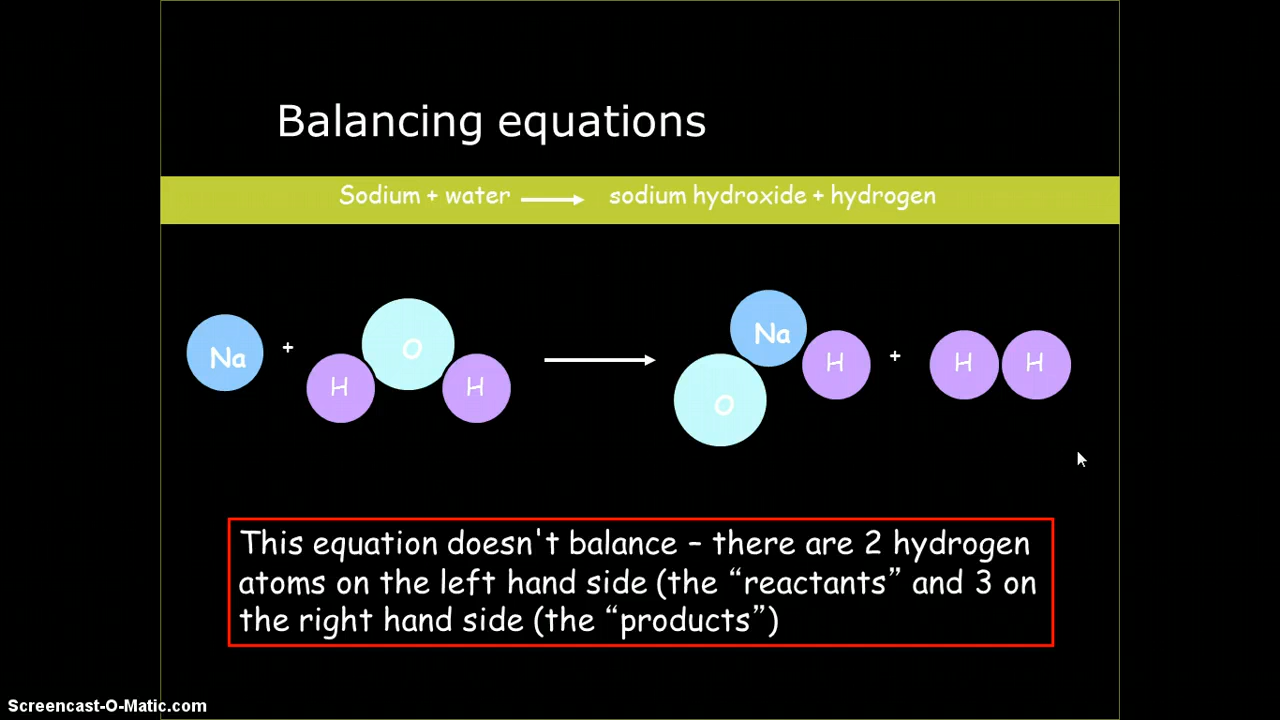 Balancing equations
Sodium + water sodium hydroxide + hydrogen
Na + H O H O Na H + H H
This equation doesn't balance – there are 2 hydrogen
atoms on the left hand side (the “reactants” and 3 on
the right hand side (the “products”)
Screencast-O-Matic.com